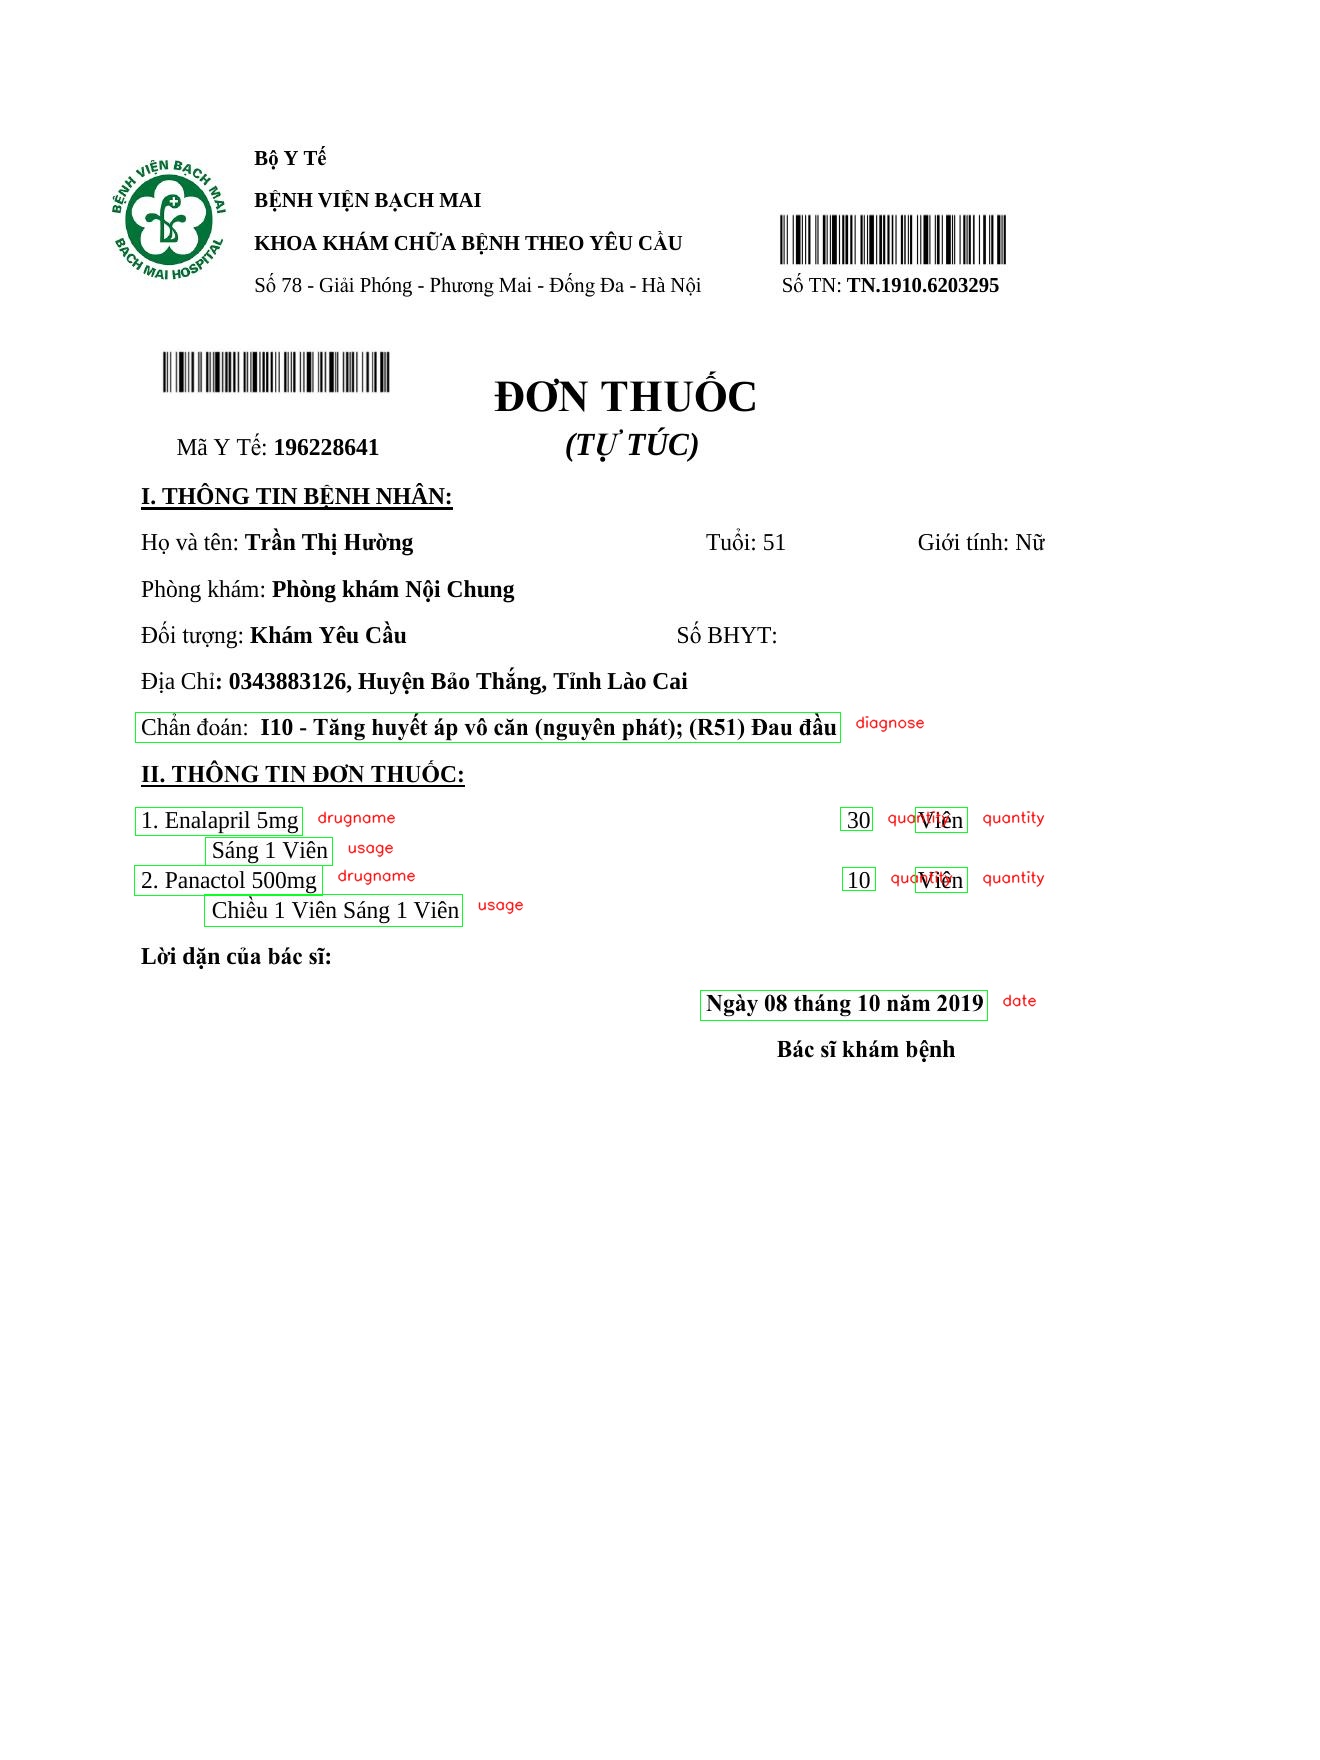 BỆNH VIỆN BẠCH MAI
BACH MAI HOSPITAL
Bộ Y Tế
BỆNH VIỆN BẠCH MAI
KHOA KHÁM CHỮA BỆNH THEO YÊU CẦU
Số 78 - Giải Phóng - Phương Mai - Đống Đa - Hà Nội
Số TN: TN.1910.6203295
ĐƠN THUỐC
(TỰ TÚC)
Mã Y Tế: 196228641
I. THÔNG TIN BỆNH NHÂN:
Họ và tên: Trần Thị Hường Tuổi: 51 Giới tính: Nữ
Phòng khám: Phòng khám Nội Chung
Đối tượng: Khám Yêu Cầu Số BHYT:
Địa Chỉ: 0343883126, Huyện Bảo Thắng, Tỉnh Lào Cai
Chẩn đoán: I10 - Tăng huyết áp vô căn (nguyên phát); (R51) Đau đầu diagnose
II. THÔNG TIN ĐƠN THUỐC:
1. Enalapril 5mg drugname 30 quantity Viên quantity
Sáng 1 Viên usage
2. Panactol 500mg drugname 10 quantity Viên quantity
Chiều 1 Viên Sáng 1 Viên usage
Lời dặn của bác sĩ:
Ngày 08 tháng 10 năm 2019 date
Bác sĩ khám bệnh